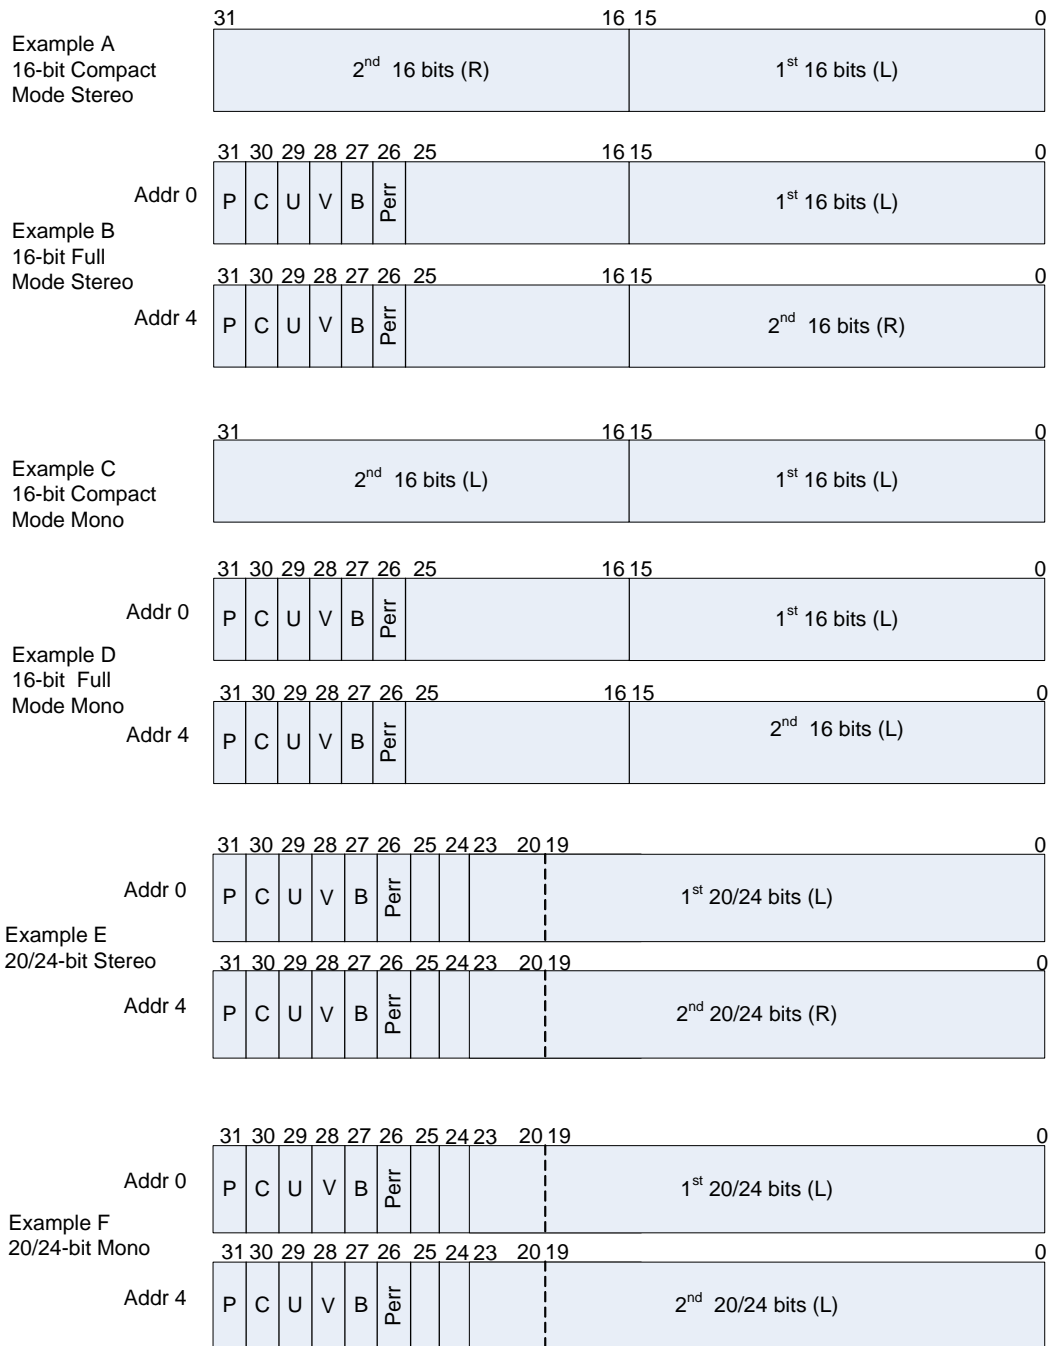 31 16 15 0
Example A
16-bit Compact
Mode Stereo
2nd 16 bits (R) 1st 16 bits (L)
31 30 29 28 27 26 25 16 15 0
Addr 0 P C U V B Perr 1st 16 bits (L)
Example B
16-bit Full
Mode Stereo
31 30 29 28 27 26 25 16 15 0
Addr 4 P C U V B Perr 2nd 16 bits (R)
31 16 15 0
Example C
16-bit Compact
Mode Mono
2nd 16 bits (L) 1st 16 bits (L)
31 30 29 28 27 26 25 16 15 0
Addr 0 P C U V B Perr 1st 16 bits (L)
Example D
16-bit Full
Mode Mono
31 30 29 28 27 26 25 16 15 0
Addr 4 P C U V B Perr 2nd 16 bits (L)
31 30 29 28 27 26 25 24 23 20 19 0
Addr 0 P C U V B Perr 1st 20/24 bits (L)
Example E
20/24-bit Stereo
31 30 29 28 27 26 25 24 23 20 19 0
Addr 4 P C U V B Perr 2nd 20/24 bits (R)
31 30 29 28 27 26 25 24 23 20 19 0
Addr 0 P C U V B Perr 1st 20/24 bits (L)
Example F
20/24-bit Mono
31 30 29 28 27 26 25 24 23 20 19 0
Addr 4 P C U V B Perr 2nd 20/24 bits (L)